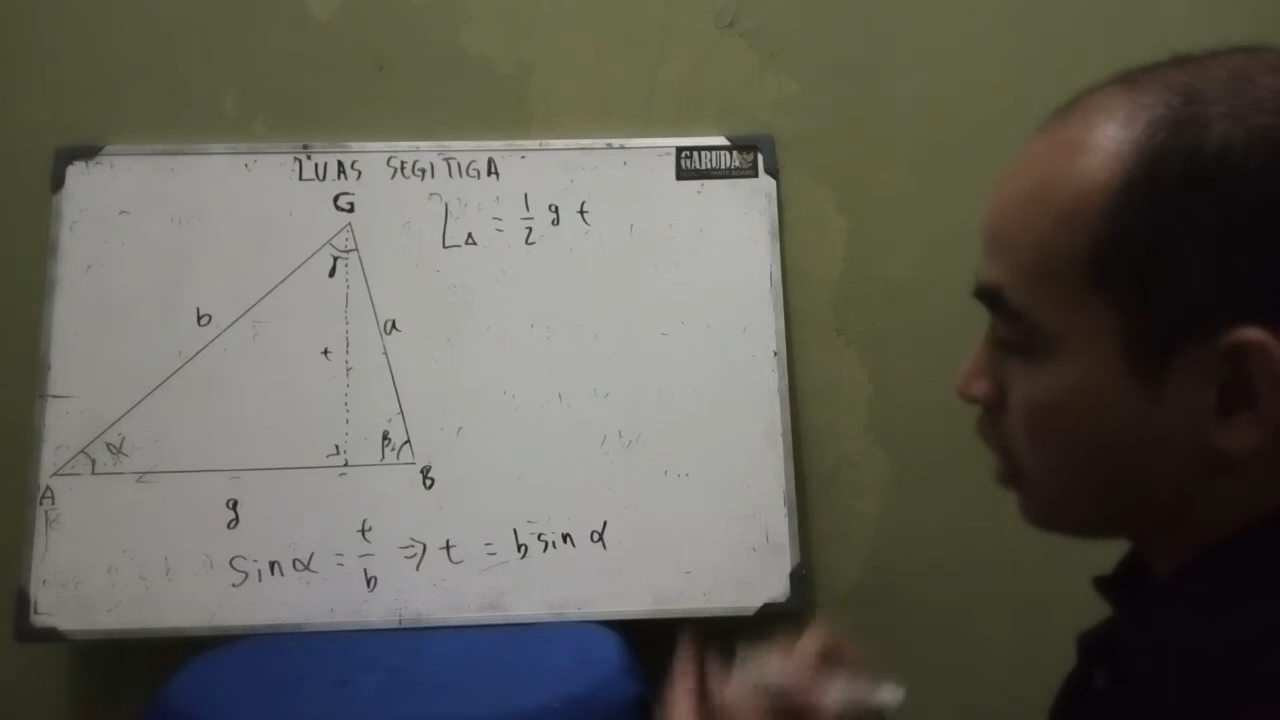 LUAS SEGITIGA
GARUDA
G
L△ = 1/2 g t
γ
b
a
t
α
β
A
B
g
sin α = t/b ⇒ t = b sin α